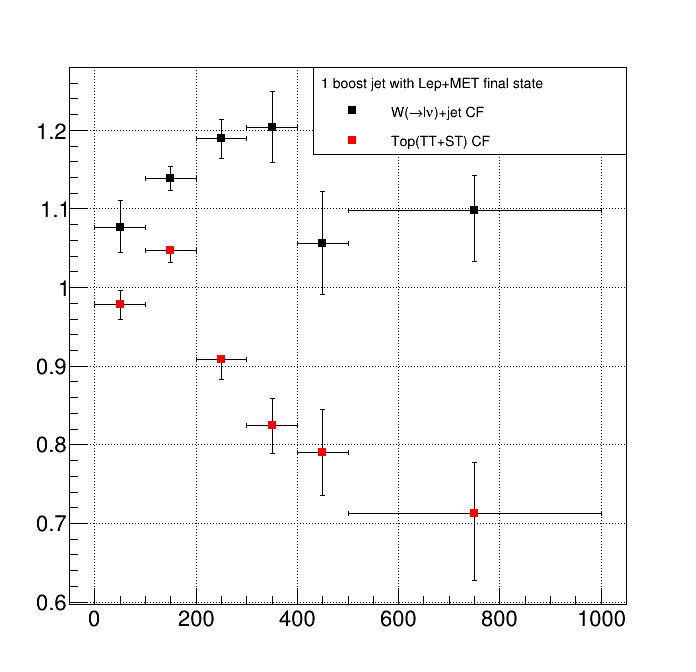 1 boost jet with Lep+MET final state
W(→lν)+jet CF
Top(TT+ST) CF
1.2
1.1
1
0.9
0.8
0.7
0.6
0 200 400 600 800 1000